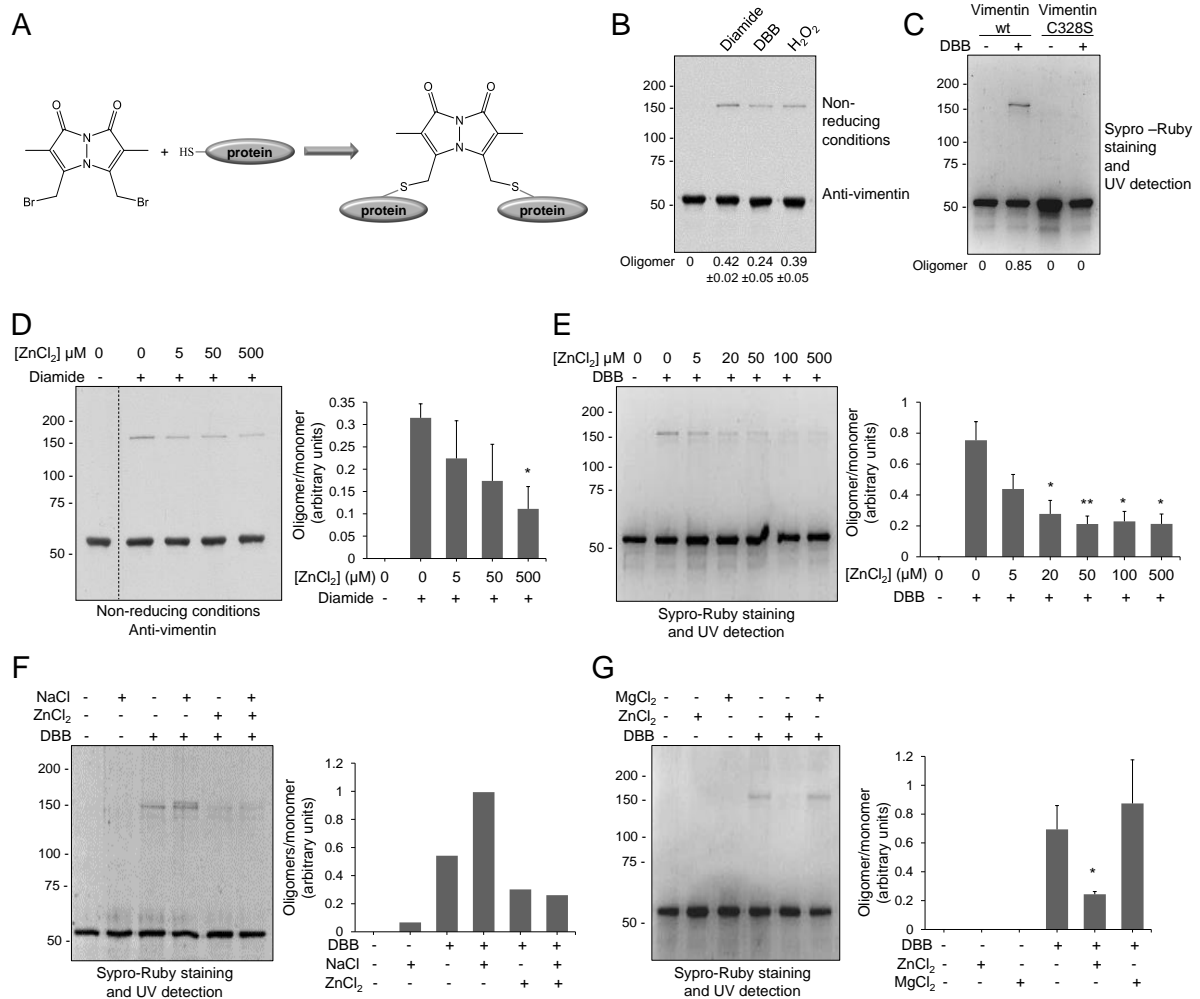 A
O O
N
N
Br Br
+ HS- protein
O O
N
N
S S
protein protein
B
Diamide DBB H₂O₂
200 -
150 -
100 -
75 -
50 -
Non-
reducing
conditions
Anti-vimentin
Oligomer 0 0.42 0.24 0.39
±0.02 ±0.05 ±0.05
C
Vimentin Vimentin
wt C328S
DBB - + - +
200 -
150 -
100 -
75 -
50 -
Sypro –Ruby
staining
and
UV detection
Oligomer 0 0.85 0 0
D
[ZnCl₂] µM 0 0 5 50 500
Diamide - + + + +
200 -
150 -
100 -
75 -
50 -
Non-reducing conditions
Anti-vimentin
Oligomer/monomer
(arbitrary units)
0.35
0.3
0.25
0.2
0.15
0.1
0.05
0
*
[ZnCl₂] (µM) 0 0 5 50 500
Diamide - + + + +
E
[ZnCl₂] µM 0 0 5 20 50 100 500
DBB - + + + + + +
200 -
150 -
100 -
75 -
50 -
Sypro-Ruby staining
and UV detection
Oligomer/monomer
(arbitrary units)
1
0.8
0.6
0.4
0.2
0
* ** * *
[ZnCl₂] (µM) 0 0 5 20 50 100 500
DBB - + + + + + +
F
NaCl - + - + - +
ZnCl₂ - - - - + +
DBB - - + + + +
200 -
150 -
100 -
75 -
50 -
Sypro-Ruby staining
and UV detection
Oligomers/monomer
(arbitrary units)
1.2
1
0.8
0.6
0.4
0.2
0
DBB - - + + + +
NaCl - + - + - +
ZnCl₂ - - - - + +
G
MgCl₂ - - + - - +
ZnCl₂ - + - - + -
DBB - - - + + +
200 -
150 -
100 -
75 -
50 -
Sypro-Ruby staining
and UV detection
Oligomer/monomer
(arbitrary units)
1.2
1
0.8
0.6
0.4
0.2
0
*
DBB - - - + + +
ZnCl₂ - + - - + -
MgCl₂ - - + - - +